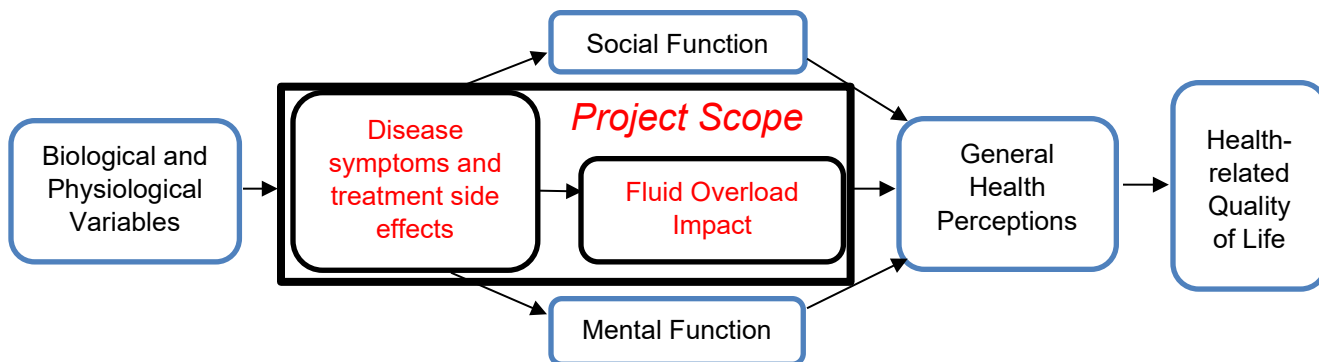 Social Function
Project Scope
Biological and
Physiological
Variables
Disease
symptoms and
treatment side
effects
Fluid Overload
Impact
General
Health
Perceptions
Health-
related
Quality
of Life
Mental Function